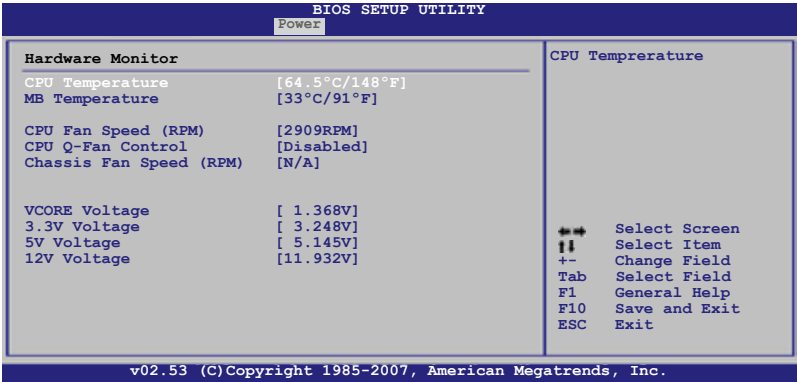 BIOS SETUP UTILITY
Power
Hardware Monitor
CPU Temperature [64.5°C/148°F]
MB Temperature [33°C/91°F]
CPU Fan Speed (RPM) [2909RPM]
CPU Q-Fan Control [Disabled]
Chassis Fan Speed (RPM) [N/A]
VCORE Voltage [ 1.368V]
3.3V Voltage [ 3.248V]
5V Voltage [ 5.145V]
12V Voltage [11.932V]
CPU Temprerature
←→ Select Screen
↑↓ Select Item
+- Change Field
Tab Select Field
F1 General Help
F10 Save and Exit
ESC Exit
v02.53 (C)Copyright 1985-2007, American Megatrends, Inc.